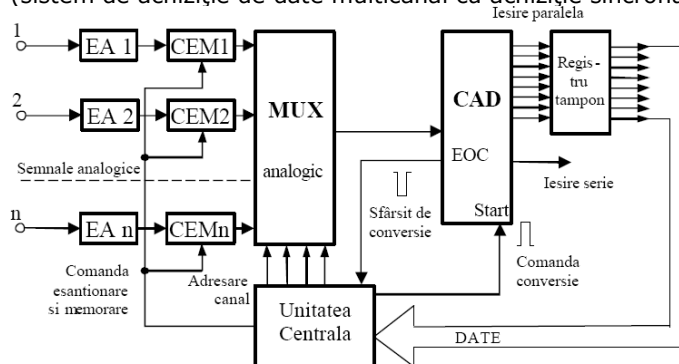 (sistem de achiziție de date multicanal cu achiziție sincronă
Iesire paralela
1
EA 1
CEM1
MUX
analogic
CAD
EOC
Start
Regis -
tru
tampon
2
EA 2
CEM2
Semnale analogice
Iesire serie
Sfârsit de
conversie
n
EA n
CEMn
Comanda
esantionare
si memorare
Adresare
canal
Comanda
conversie
Unitatea
Centrala
DATE